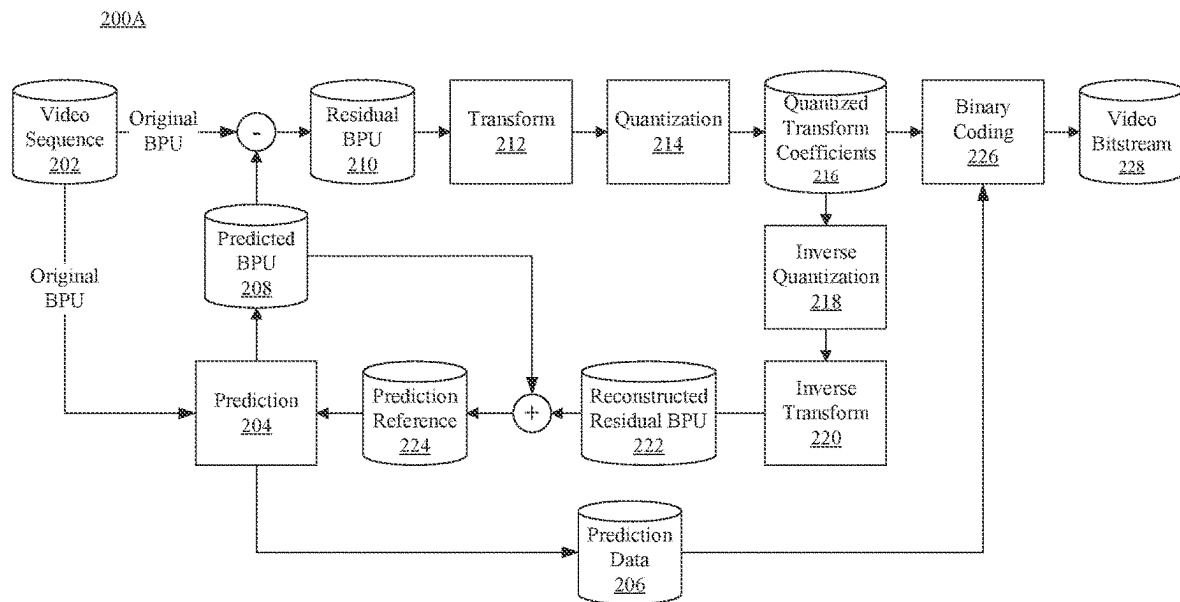 200A
Video
Sequence
202
Original
BPU
-
Residual
BPU
210
Transform
212
Quantization
214
Quantized
Transform
Coefficients
216
Binary
Coding
226
Video
Bitstream
228
Original
BPU
Predicted
BPU
208
Inverse
Quantization
218
Prediction
204
Prediction
Reference
224
+
Reconstructed
Residual BPU
222
Inverse
Transform
220
Prediction
Data
206